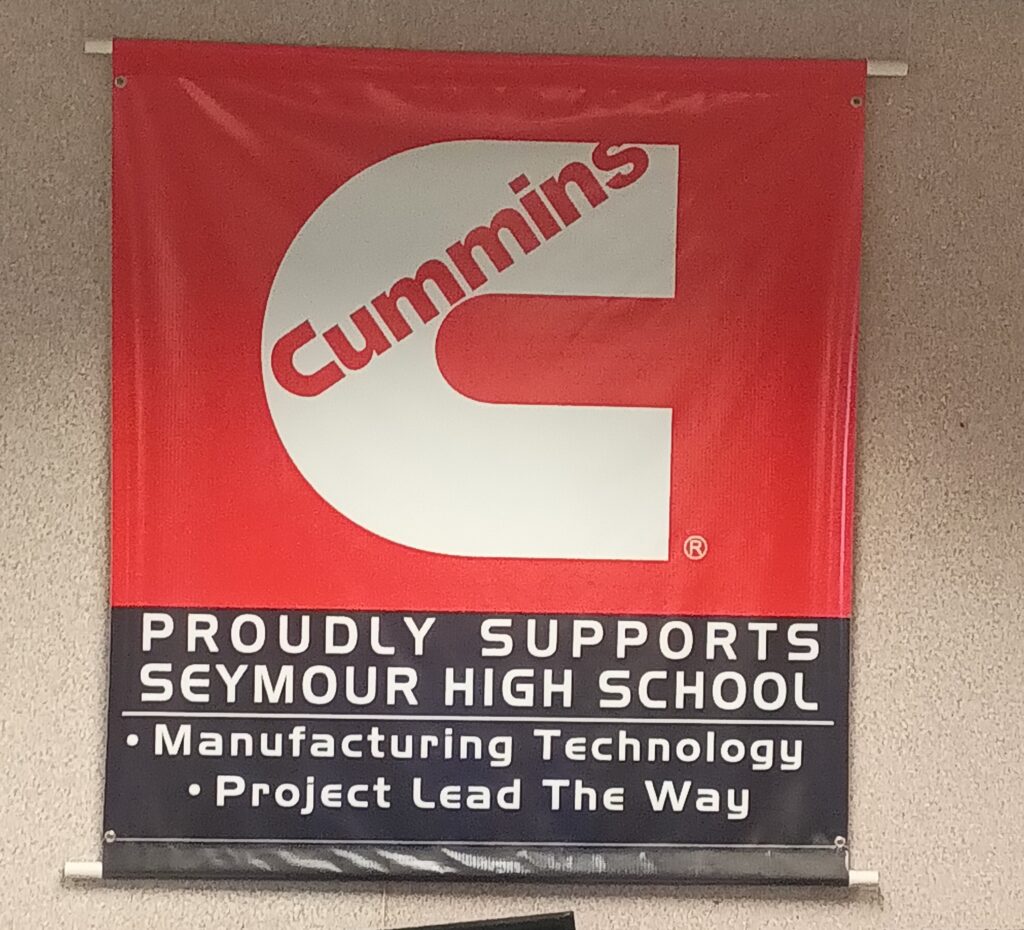 Cummins
®
PROUDLY SUPPORTS
SEYMOUR HIGH SCHOOL
• Manufacturing Technology
• Project Lead The Way